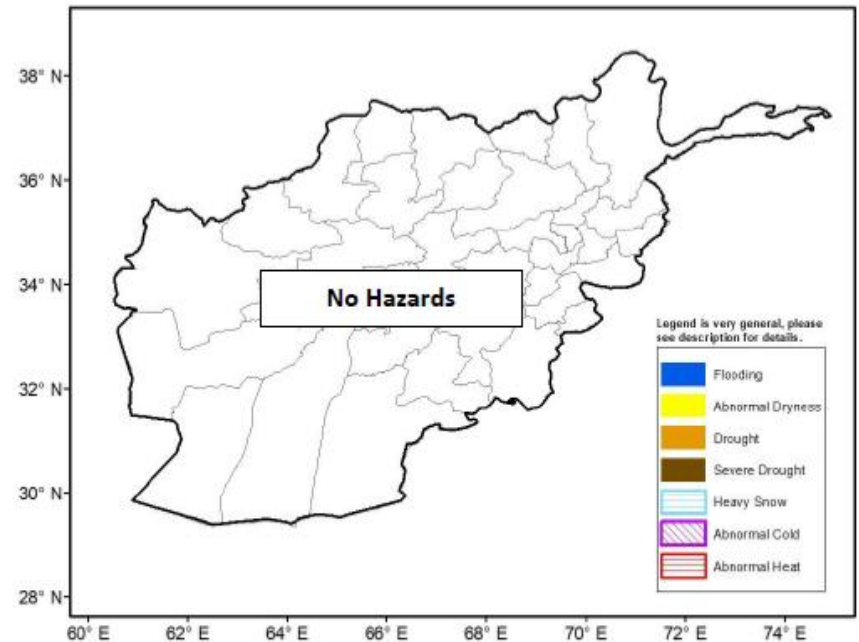 38° N
36° N
34° N
No Hazards
Legend is very general, please
see description for details.
32° N
Flooding
Abnormal Dryness
Drought
Severe Drought
30° N
Heavy Snow
Abnormal Cold
Abnormal Heat
28° N
60° E 62° E 64° E 66° E 68° E 70° E 72° E 74° E